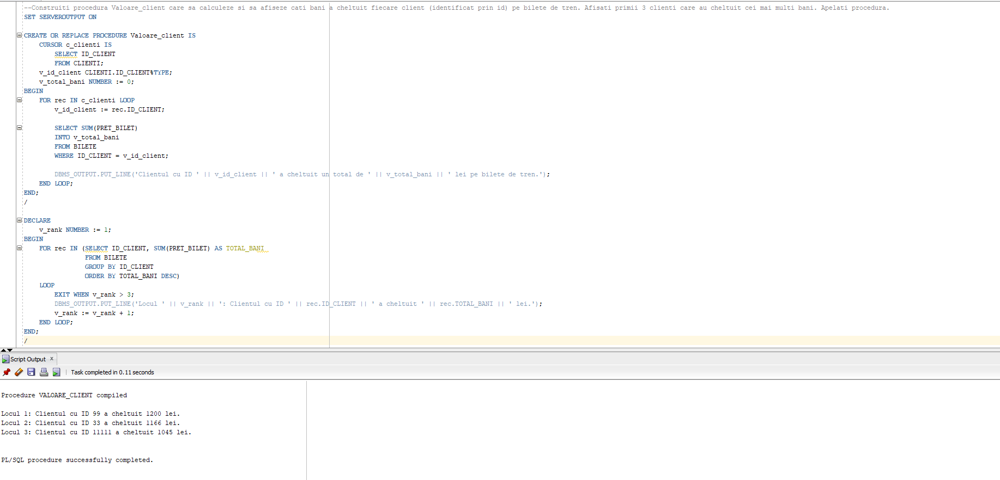 --Construiti procedura Valoare_client care sa calculeze si sa afiseze cati bani a cheltuit fiecare client (identificat prin id) pe bilete de tren. Afisati primii 3 clienti care au cheltuit cei mai multi bani. Apelati procedura.
SET SERVEROUTPUT ON

CREATE OR REPLACE PROCEDURE Valoare_client IS
    CURSOR c_clienti IS
        SELECT ID_CLIENT
        FROM CLIENTI;
    v_id_client CLIENTI.ID_CLIENT%TYPE;
    v_total_bani NUMBER := 0;
BEGIN
    FOR rec IN c_clienti LOOP
        v_id_client := rec.ID_CLIENT;

        SELECT SUM(PRET_BILET)
        INTO v_total_bani
        FROM BILETE
        WHERE ID_CLIENT = v_id_client;

        DBMS_OUTPUT.PUT_LINE('Clientul cu ID ' || v_id_client || ' a cheltuit un total de ' || v_total_bani || ' lei pe bilete de tren.');
    END LOOP;
END;
/

DECLARE
    v_rank NUMBER := 1;
BEGIN
    FOR rec IN (SELECT ID_CLIENT, SUM(PRET_BILET) AS TOTAL_BANI
                FROM BILETE
                GROUP BY ID_CLIENT
                ORDER BY TOTAL_BANI DESC)
    LOOP
        EXIT WHEN v_rank > 3;
        DBMS_OUTPUT.PUT_LINE('Locul ' || v_rank || ': Clientul cu ID ' || rec.ID_CLIENT || ' a cheltuit ' || rec.TOTAL_BANI || ' lei.');
        v_rank := v_rank + 1;
    END LOOP;
END;
/
Script Output x
Task completed in 0.11 seconds
Procedure VALOARE_CLIENT compiled

Locul 1: Clientul cu ID 99 a cheltuit 1200 lei.
Locul 2: Clientul cu ID 33 a cheltuit 1166 lei.
Locul 3: Clientul cu ID 11111 a cheltuit 1045 lei.

PL/SQL procedure successfully completed.